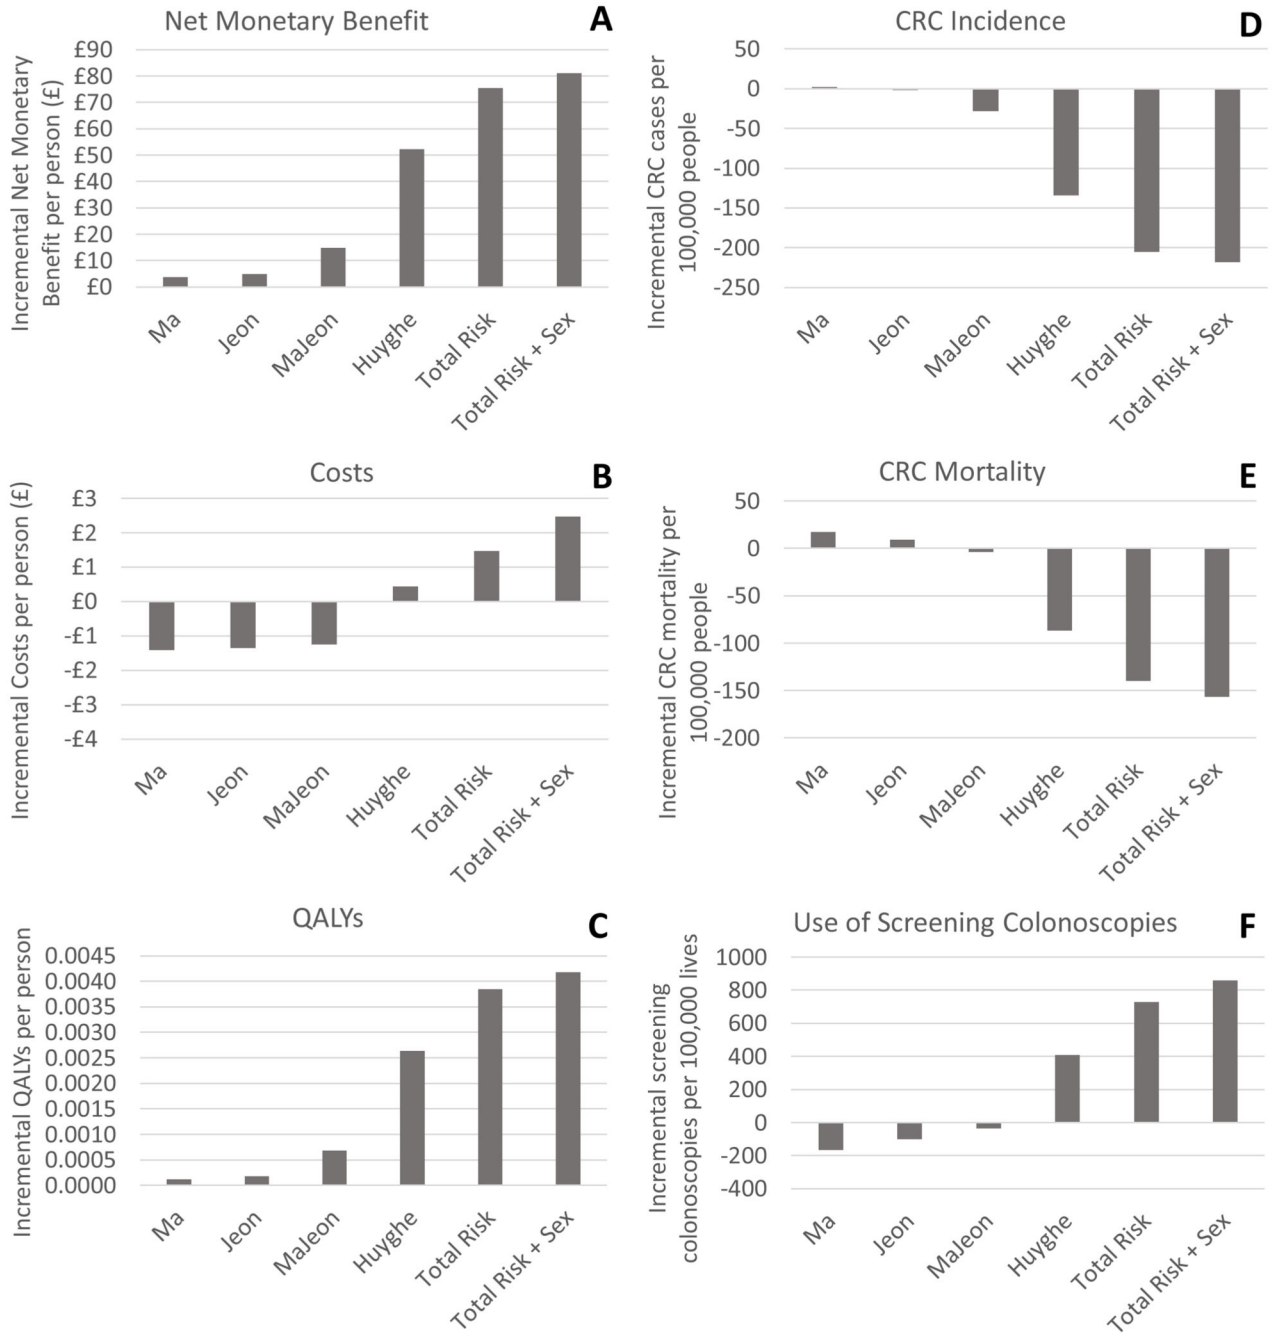 Net Monetary Benefit
A
Incremental Net Monetary
Benefit per person (£)
£90
£80
£70
£60
£50
£40
£30
£20
£10
£0
Ma
Jeon
MaJeon
Huyghe
Total Risk
Total Risk + Sex
CRC Incidence
D
Incremental CRC cases per
100,000 people
50
0
-50
-100
-150
-200
-250
Ma
Jeon
MaJeon
Huyghe
Total Risk
Total Risk + Sex
Costs
B
Incremental Costs per person (£)
£3
£2
£1
£0
-£1
-£2
-£3
-£4
Ma
Jeon
MaJeon
Huyghe
Total Risk
Total Risk + Sex
CRC Mortality
E
Incremental CRC mortality per
100,000 people
50
0
-50
-100
-150
-200
Ma
Jeon
MaJeon
Huyghe
Total Risk
Total Risk + Sex
QALYs
C
Incremental QALYs per person
0.0045
0.0040
0.0035
0.0030
0.0025
0.0020
0.0015
0.0010
0.0005
0.0000
Ma
Jeon
MaJeon
Huyghe
Total Risk
Total Risk + Sex
Use of Screening Colonoscopies
F
Incremental screening
colonoscopies per 100,000 lives
1000
800
600
400
200
0
-200
-400
Ma
Jeon
MaJeon
Huyghe
Total Risk
Total Risk + Sex